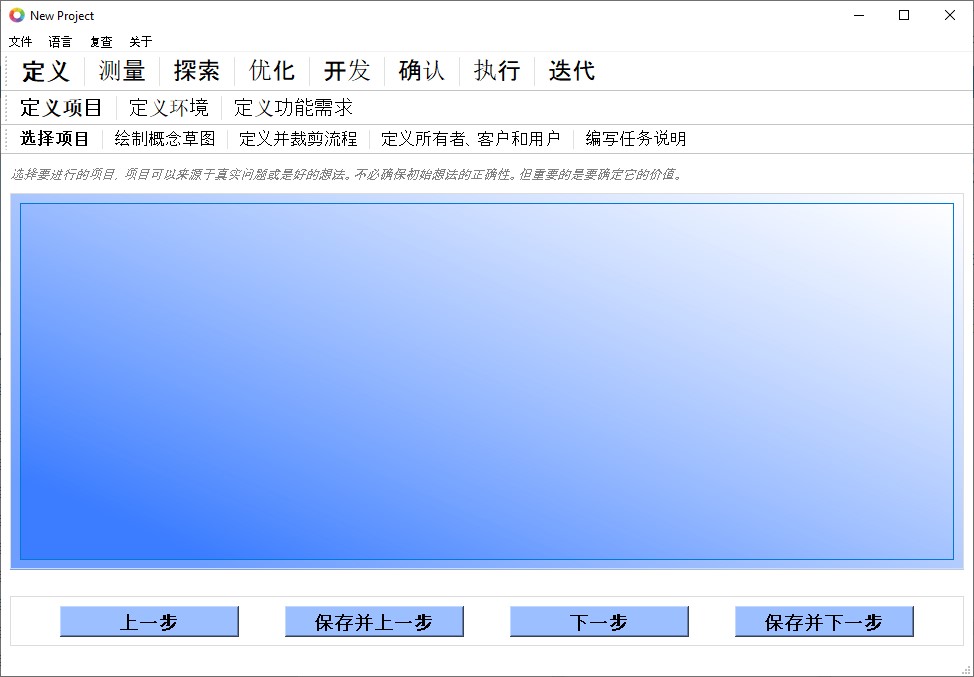 New Project
文件 语言 复查 关于
定义 测量 探索 优化 开发 确认 执行 迭代
定义项目 定义环境 定义功能需求
选择项目 绘制概念草图 定义并裁剪流程 定义所有者、客户和用户 编写任务说明
选择要进行的项目, 项目可以来源于真实问题或是好的想法。不必确保初始想法的正确性。但重要的是要确定它的价值。
上一步 保存并上一步 下一步 保存并下一步